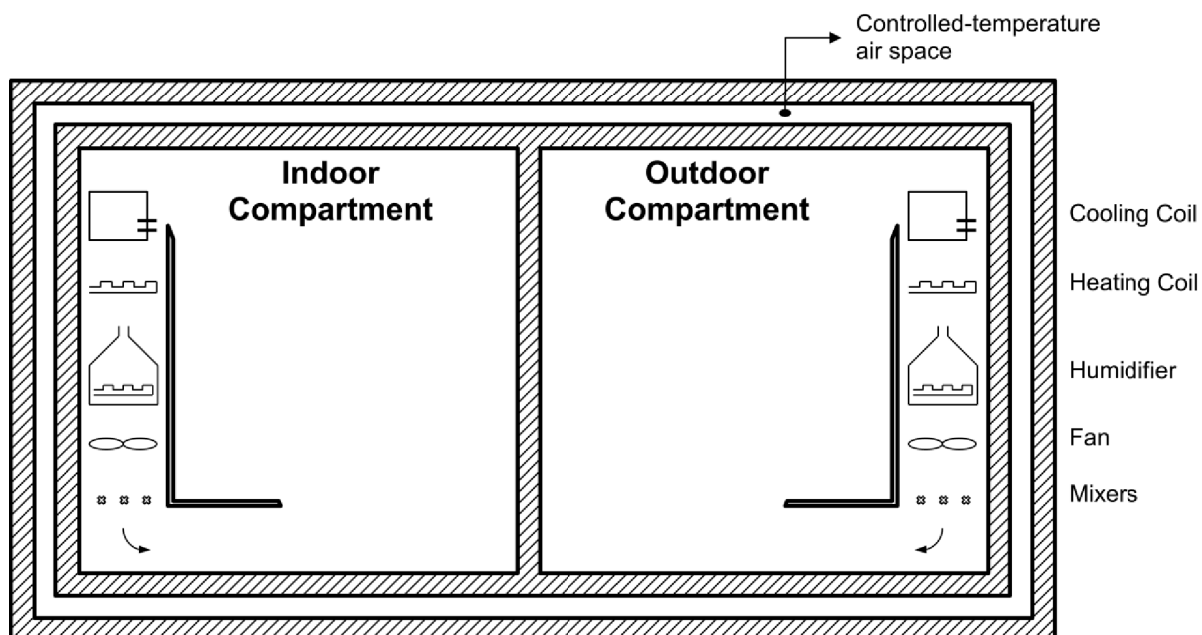 Controlled-temperature
air space
Indoor
Compartment
Outdoor
Compartment
Cooling Coil
Heating Coil
Humidifier
Fan
Mixers